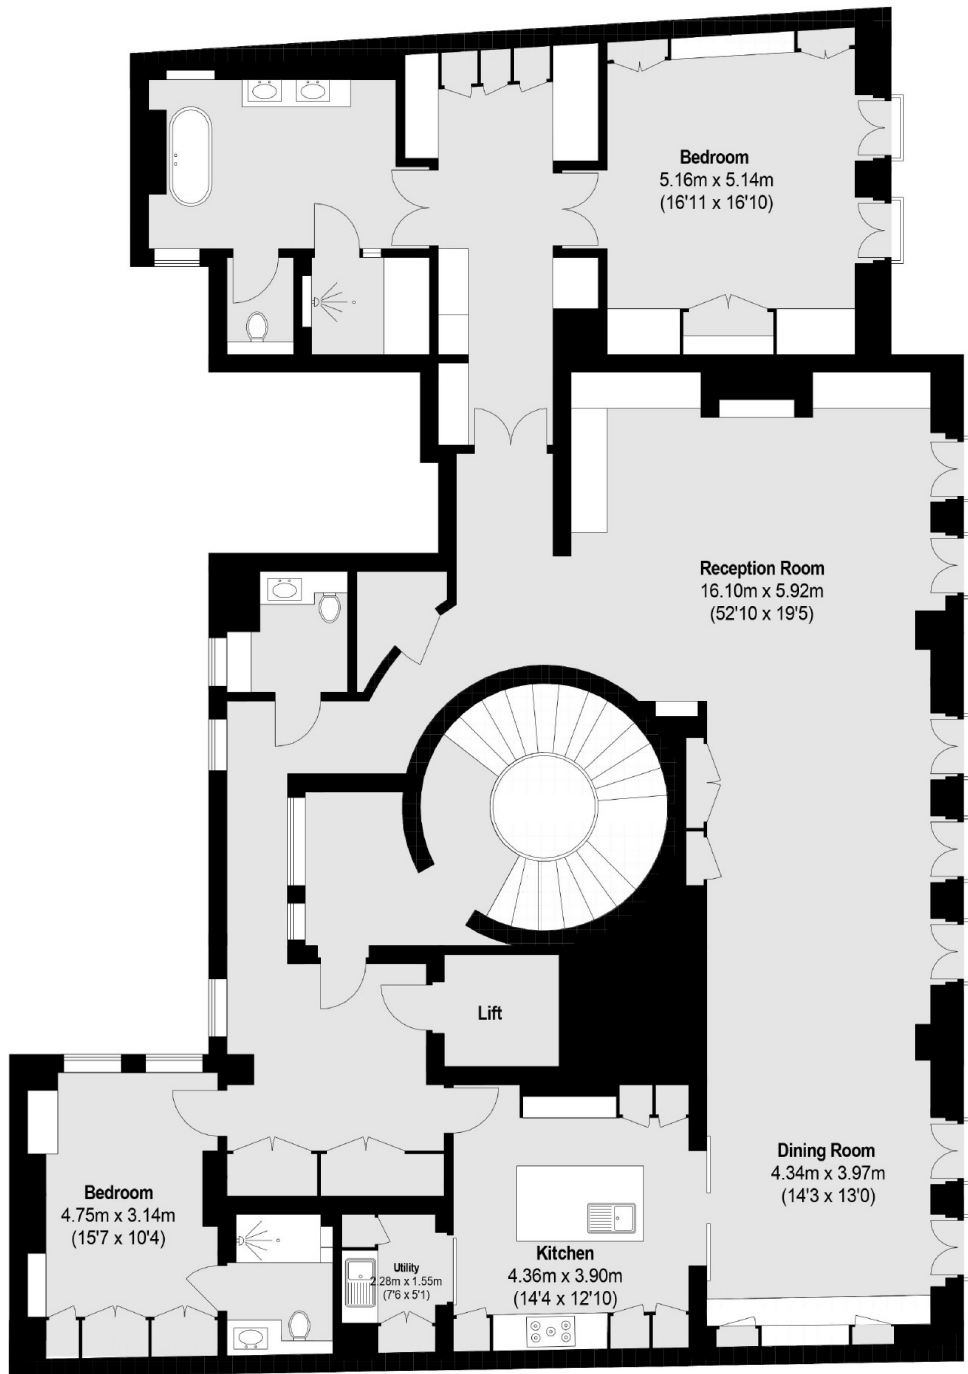 Bedroom
5.16m x 5.14m
(16'11 x 16'10)
Reception Room
16.10m x 5.92m
(52'10 x 19'5)
Lift
Dining Room
4.34m x 3.97m
(14'3 x 13'0)
Bedroom
4.75m x 3.14m
(15'7 x 10'4)
Utility
2.28m x 1.55m
(7'6 x 5'1)
Kitchen
4.36m x 3.90m
(14'4 x 12'10)